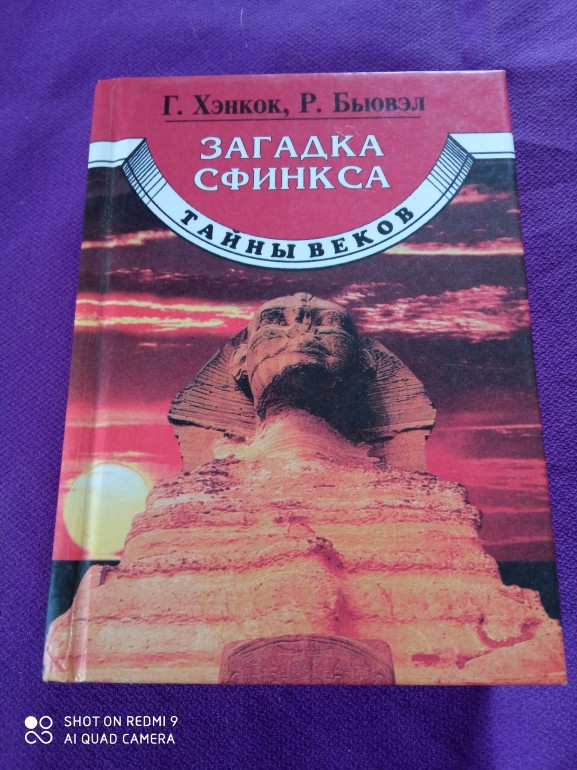 Г. Хэнкок, Р. Бьювэл
ЗАГАДКА
СФИНКСА
ТАЙНЫ ВЕКОВ
SHOT ON REDMI 9
AI QUAD CAMERA